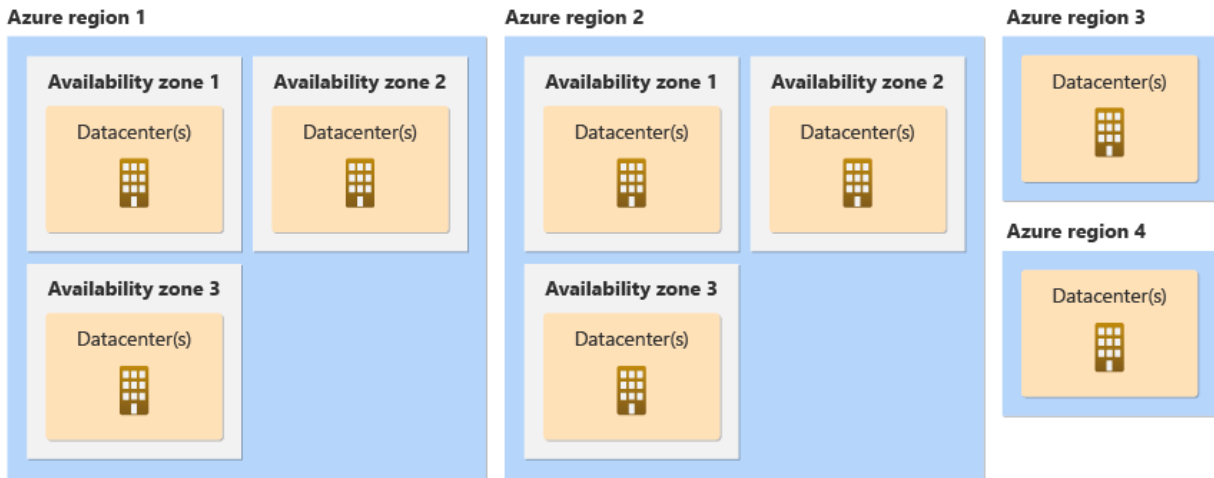 Azure region 1
Availability zone 1
Datacenter(s)
Availability zone 2
Datacenter(s)
Availability zone 3
Datacenter(s)
Azure region 2
Availability zone 1
Datacenter(s)
Availability zone 2
Datacenter(s)
Availability zone 3
Datacenter(s)
Azure region 3
Datacenter(s)
Azure region 4
Datacenter(s)